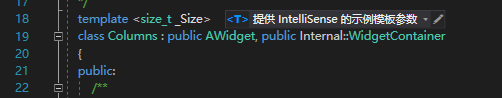 17 */
18 template <size_t _Size> <T> 提供 IntelliSense 的示例模板参数
19 class Columns : public AWidget, public Internal::WidgetContainer
20 {
21 public:
22 /**